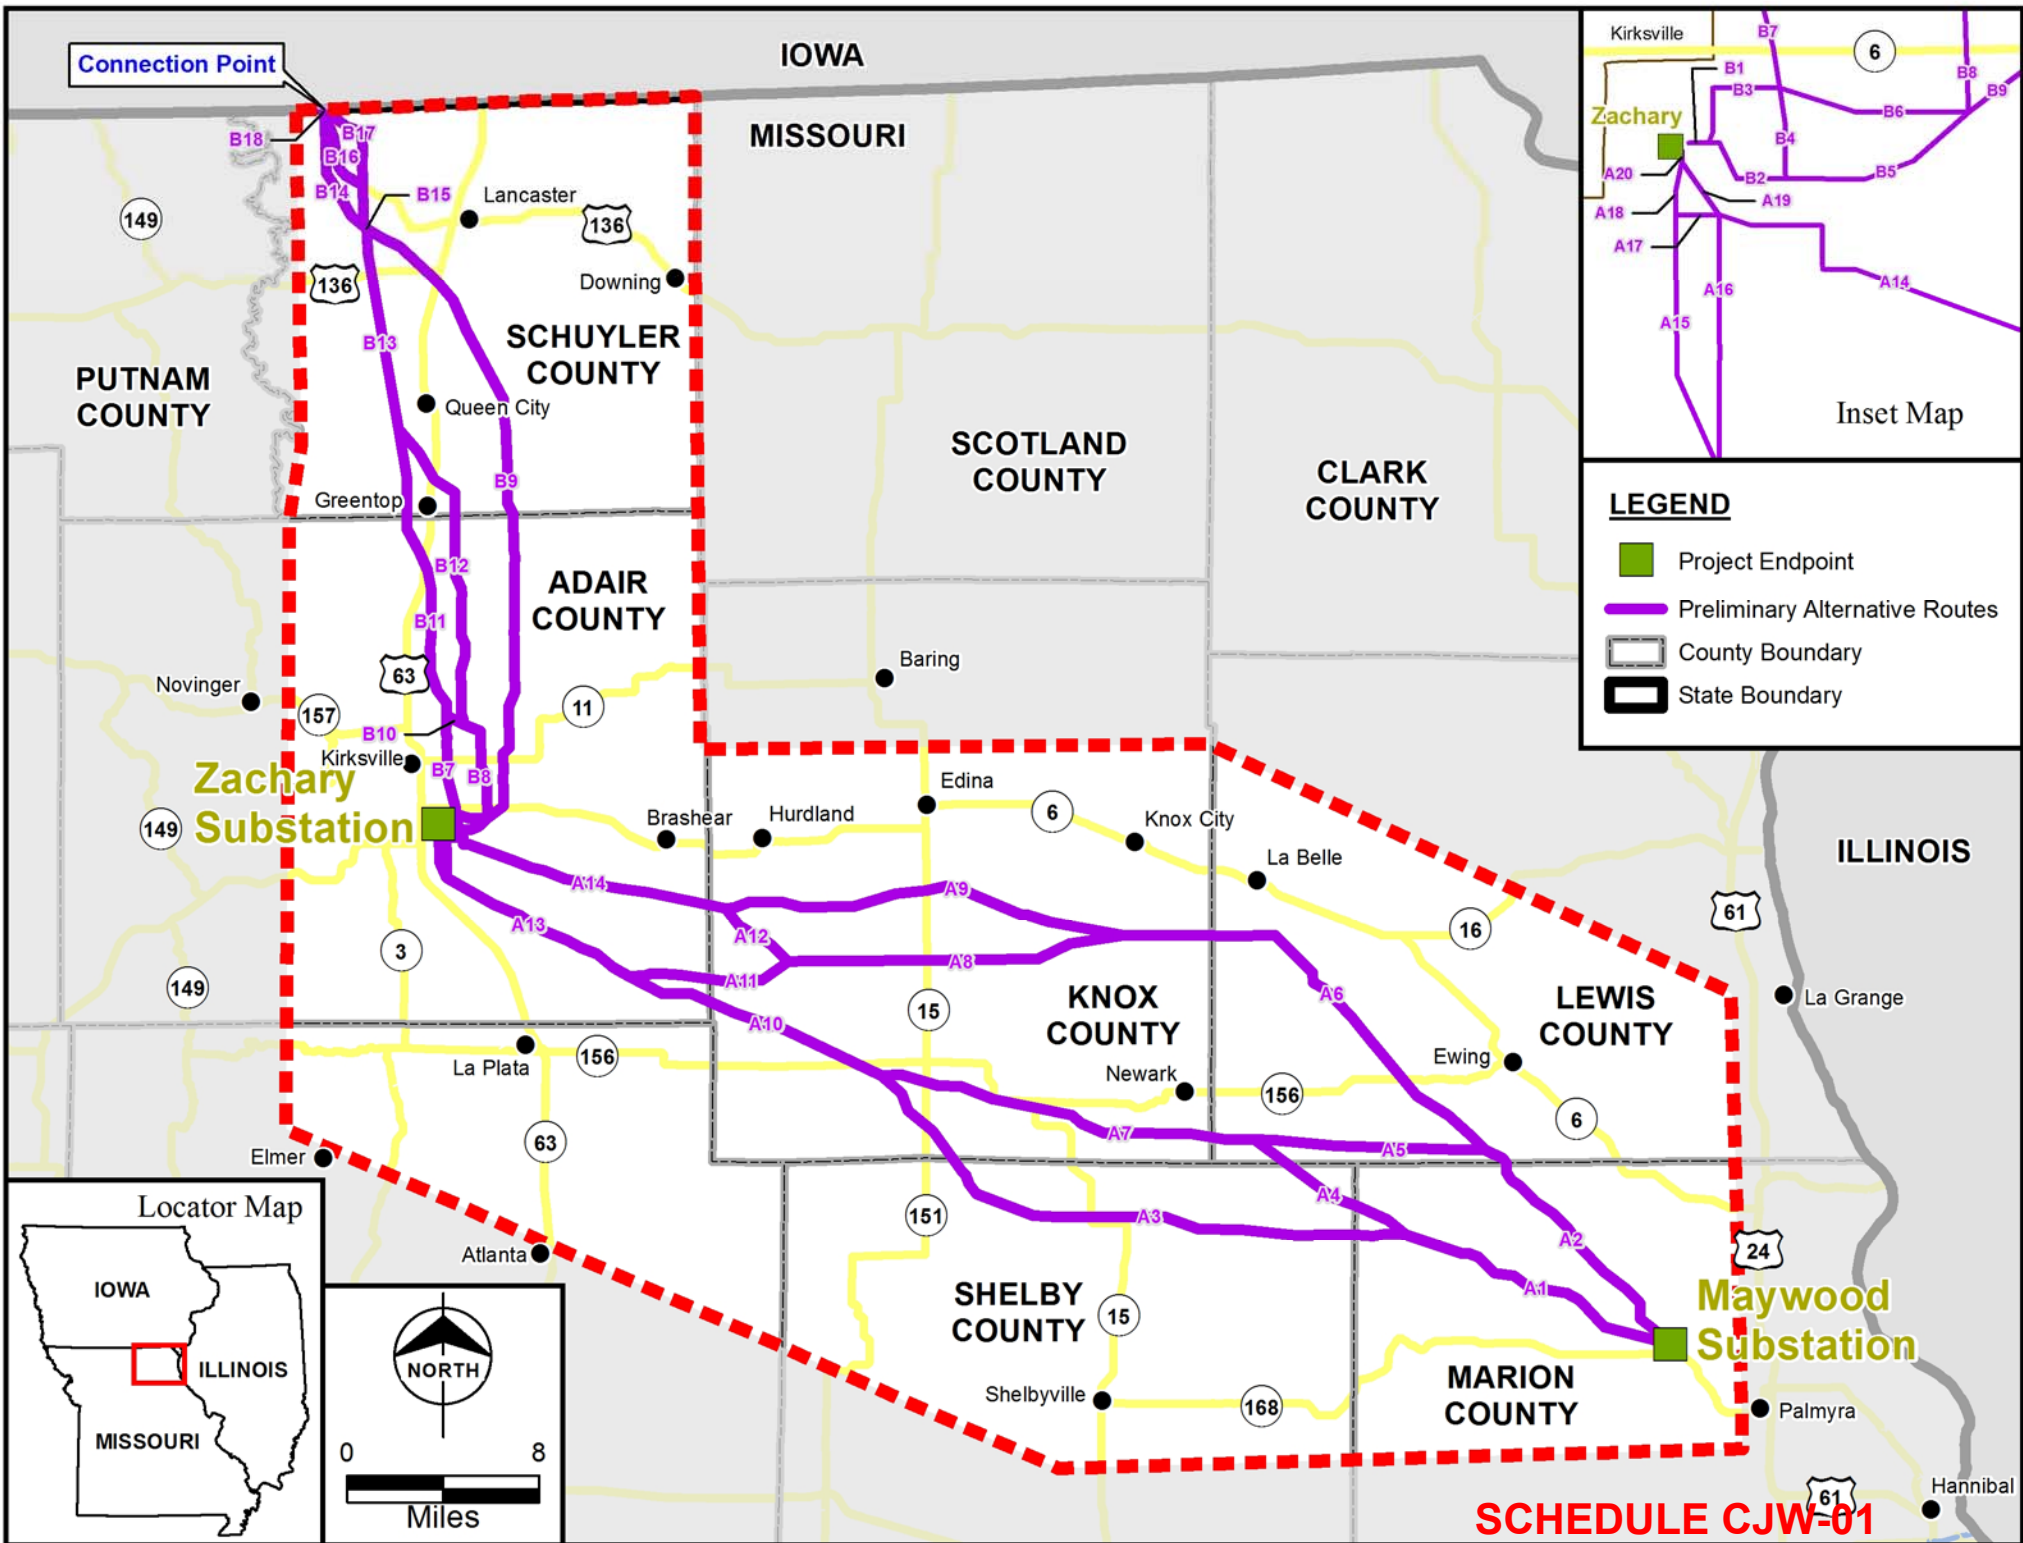 IOWA
Connection Point
MISSOURI
B18
B17
B16
B14
B15
Lancaster
136
149
136
Downing
B13
SCHUYLER
COUNTY
PUTNAM
COUNTY
Queen City
SCOTLAND
COUNTY
CLARK
COUNTY
B9
Greentop
B12
ADAIR
COUNTY
B11
63
Baring
Novinger
157
11
B10
Kirksville
B7
B8
Zachary
Substation
149
Edina
6
Knox City
Brashear
Hurdland
La Belle
ILLINOIS
61
A14
A9
A13
A12
16
3
A8
A11
149
A6
KNOX
COUNTY
LEWIS
COUNTY
La Grange
15
A10
La Plata
156
Newark
156
Ewing
6
A7
A5
63
Elmer
A4
151
A3
A2
24
Atlanta
SHELBY
COUNTY
15
A1
Maywood
Substation
MARION
COUNTY
Shelbyville
168
Palmyra
61
Hannibal
SCHEDULE CJW-01
Kirksville
B7
6
B1
B3
B8
B9
Zachary
B6
B4
A20
B2
B5
A18
A19
A17
A16
A14
A15
Inset Map
LEGEND
Project Endpoint
Preliminary Alternative Routes
County Boundary
State Boundary
Locator Map
IOWA
ILLINOIS
MISSOURI
NORTH
0 8
Miles